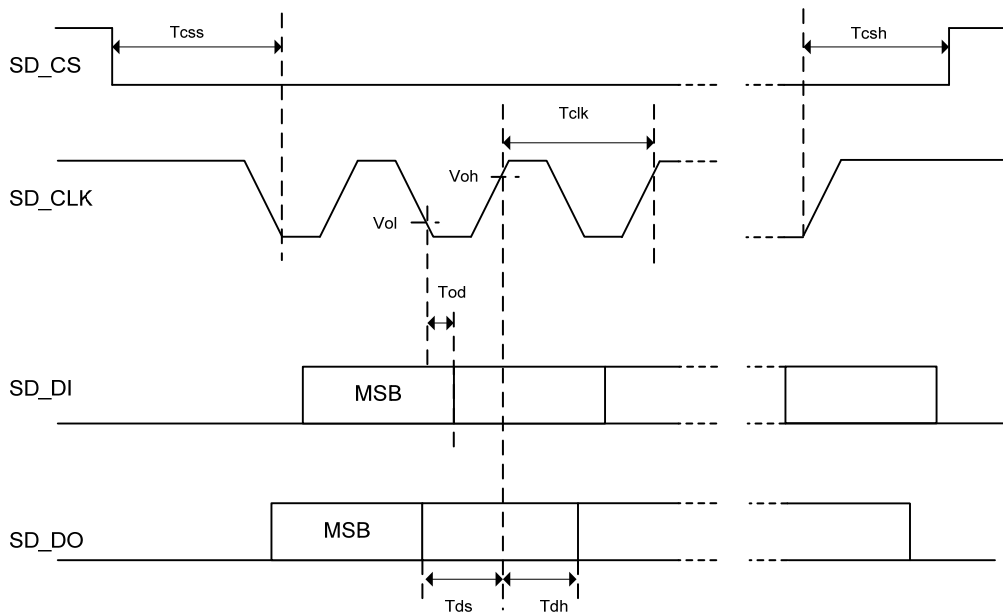 Tcss
Tcsh
SD_CS
Tclk
Voh
SD_CLK
Vol
Tod
SD_DI
MSB
SD_DO
MSB
Tds
Tdh